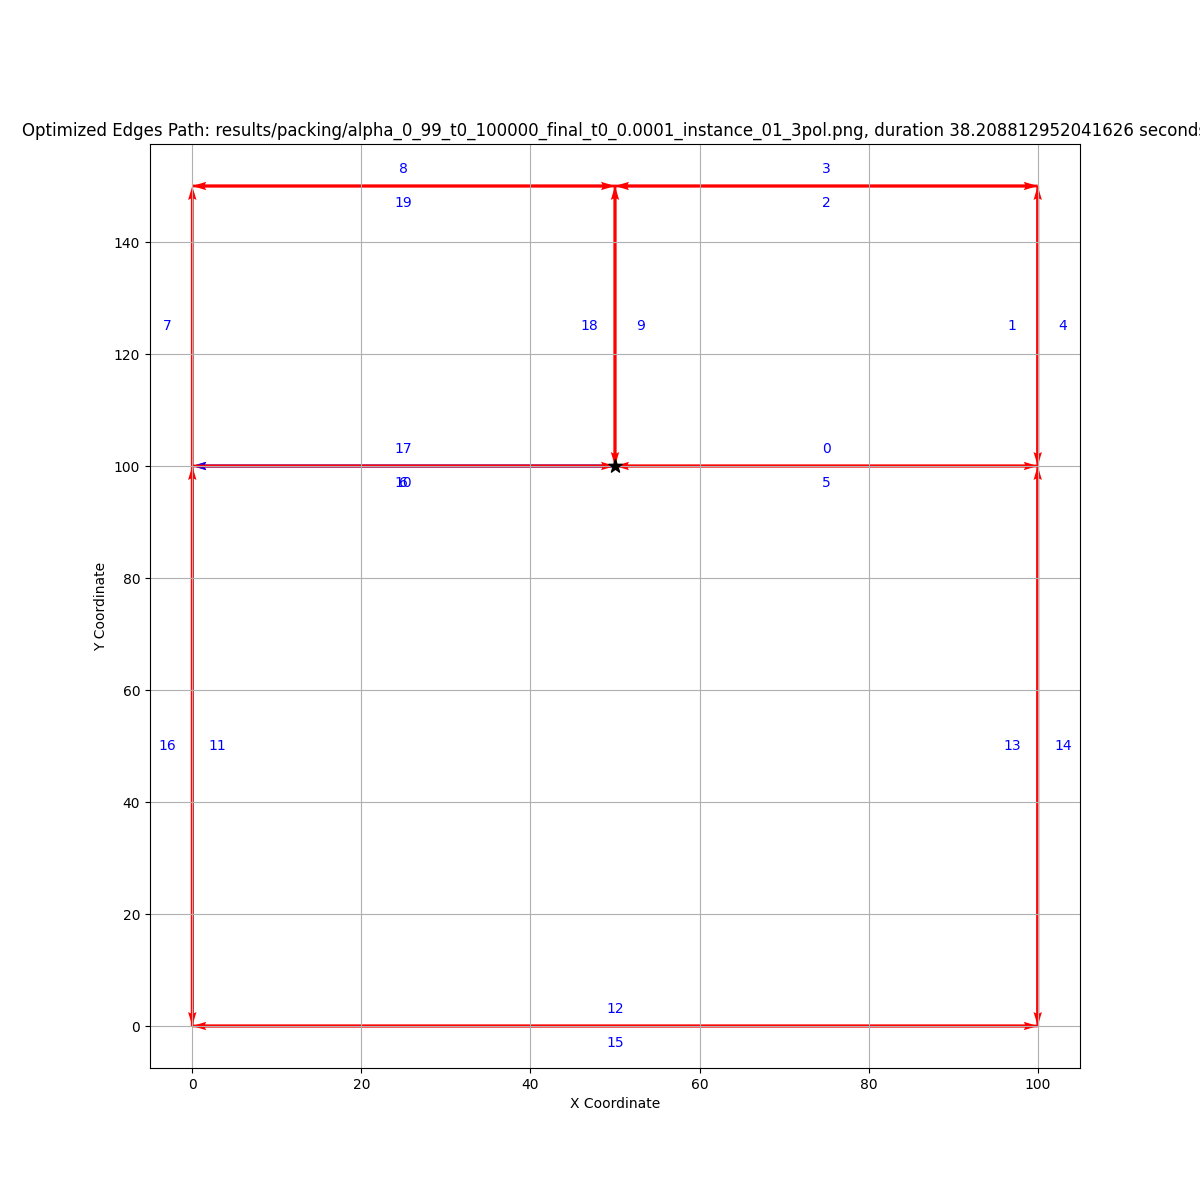 Optimized Edges Path: results/packing/alpha_0_99_t0_100000_final_t0_0.0001_instance_01_3pol.png, duration 38.208812952041626 seconds
8 3
19 2
140
7 18 9 1 4
120
17 0
100
10 6 5
80
Y Coordinate
60
16 11 13 14
40
20
12
0
15
0 20 40 60 80 100
X Coordinate